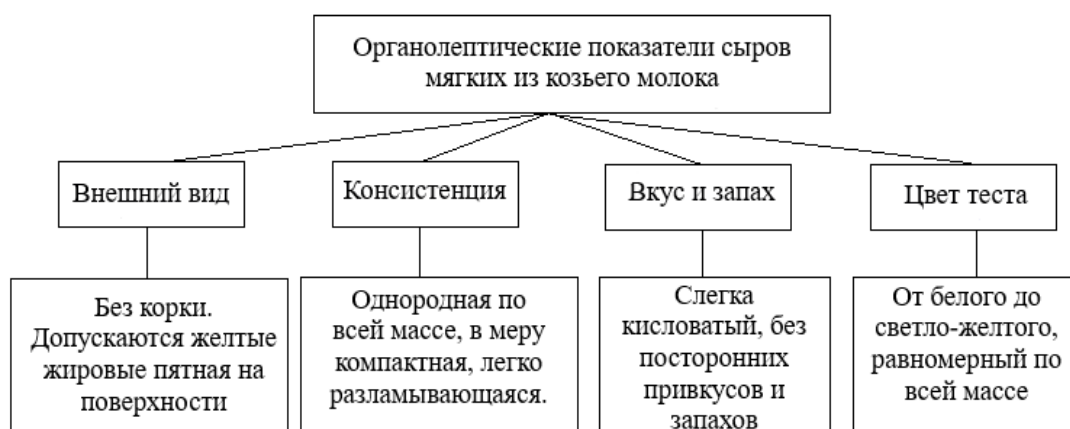 Органолептические показатели сыров
мягких из козьего молока
Внешний вид
Консистенция
Вкус и запах
Цвет теста
Без корки.
Допускаются желтые
жировые пятная на
поверхности
Однородная по
всей массе, в меру
компактная, легко
разламывающаяся.
Слегка
кисловатый, без
посторонних
привкусов и
запахов
От белого до
светло-желтого,
равномерный по
всей массе